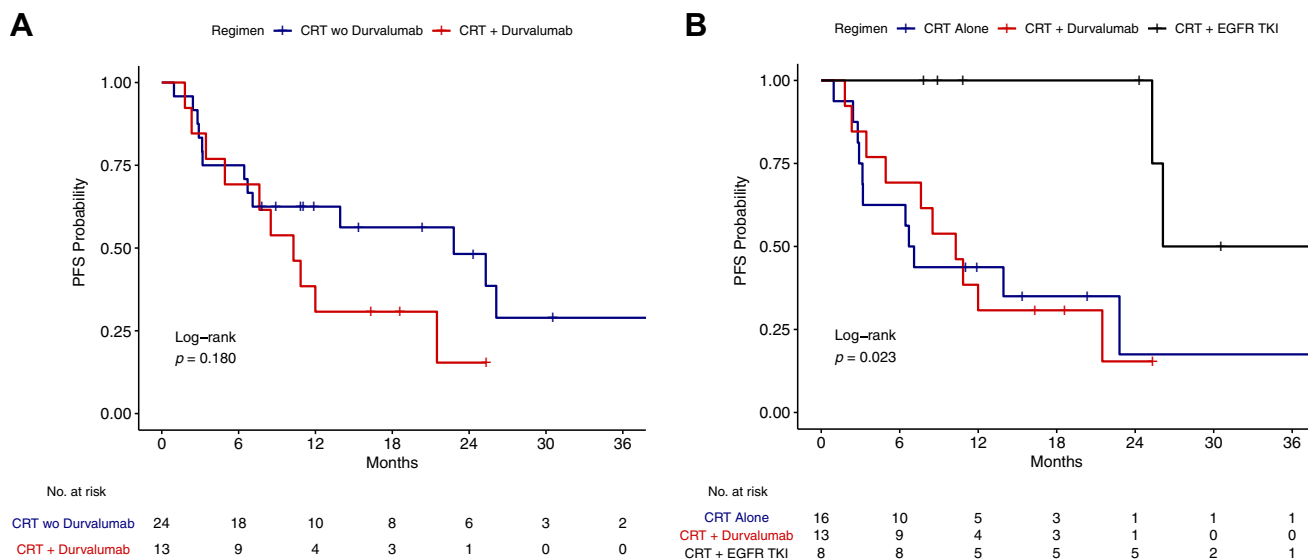 A
Regimen CRT wo Durvalumab CRT + Durvalumab
PFS Probability
1.00
0.75
0.50
0.25
0.00
Log–rank
p = 0.180
0 6 12 18 24 30 36
Months
No. at risk
CRT wo Durvalumab 24 18 10 8 6 3 2
CRT + Durvalumab 13 9 4 3 1 0 0
B
Regimen CRT Alone CRT + Durvalumab CRT + EGFR TKI
PFS Probability
1.00
0.75
0.50
0.25
0.00
Log–rank
p = 0.023
0 6 12 18 24 30 36
Months
No. at risk
CRT Alone 16 10 5 3 1 1 1
CRT + Durvalumab 13 9 4 3 1 0 0
CRT + EGFR TKI 8 8 5 5 5 2 1